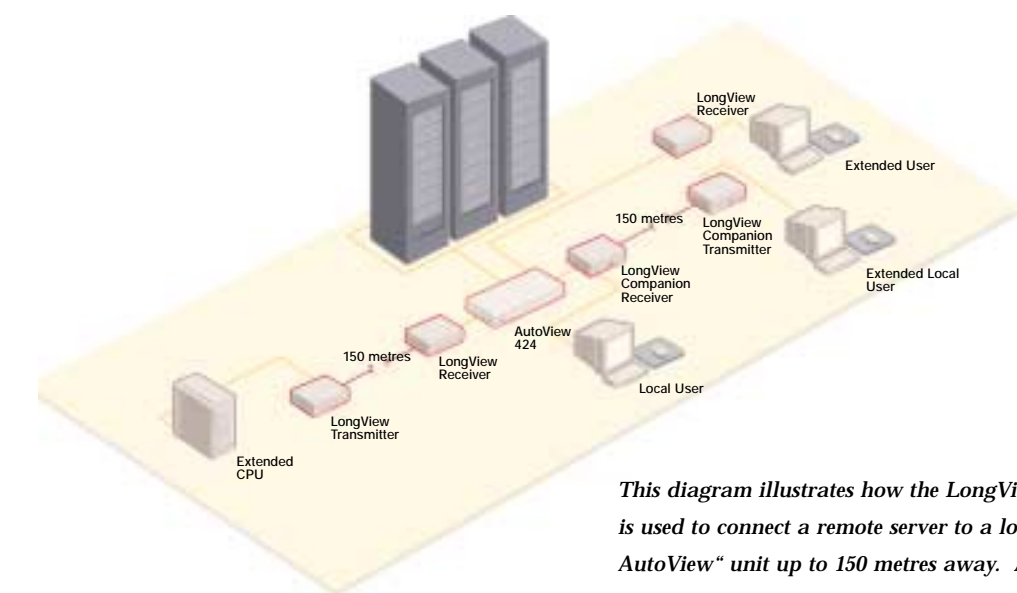 LongView
Receiver
Extended User
150 metres
LongView
Companion
Transmitter
LongView
Companion
Receiver
Extended Local
User
AutoView
424
150 metres
LongView
Receiver
Local User
LongView
Transmitter
Extended
CPU
This diagram illustrates how the
is used to connect a remote server to a
AutoView“ unit up to 150 metres away.